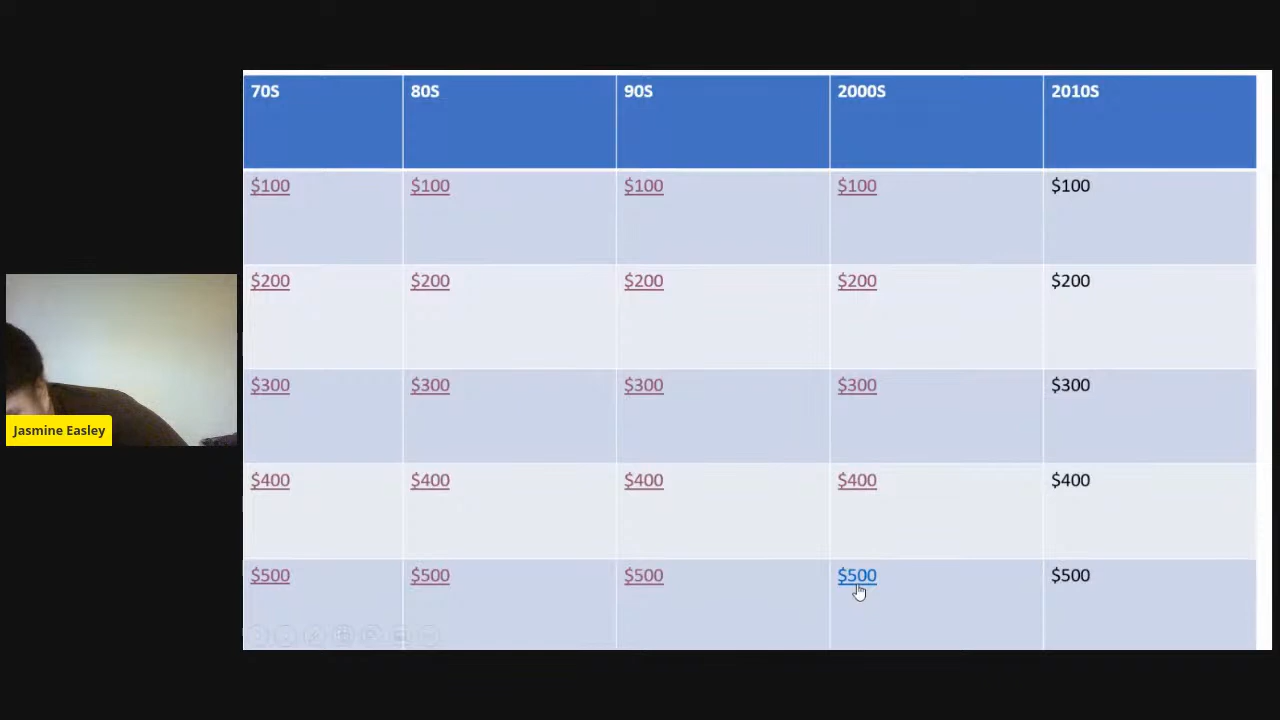 70S 80S 90S 2000S 2010S
$100 $100 $100 $100 $100
$200 $200 $200 $200 $200
$300 $300 $300 $300 $300
Jasmine Easley
$400 $400 $400 $400 $400
$500 $500 $500 $500 $500